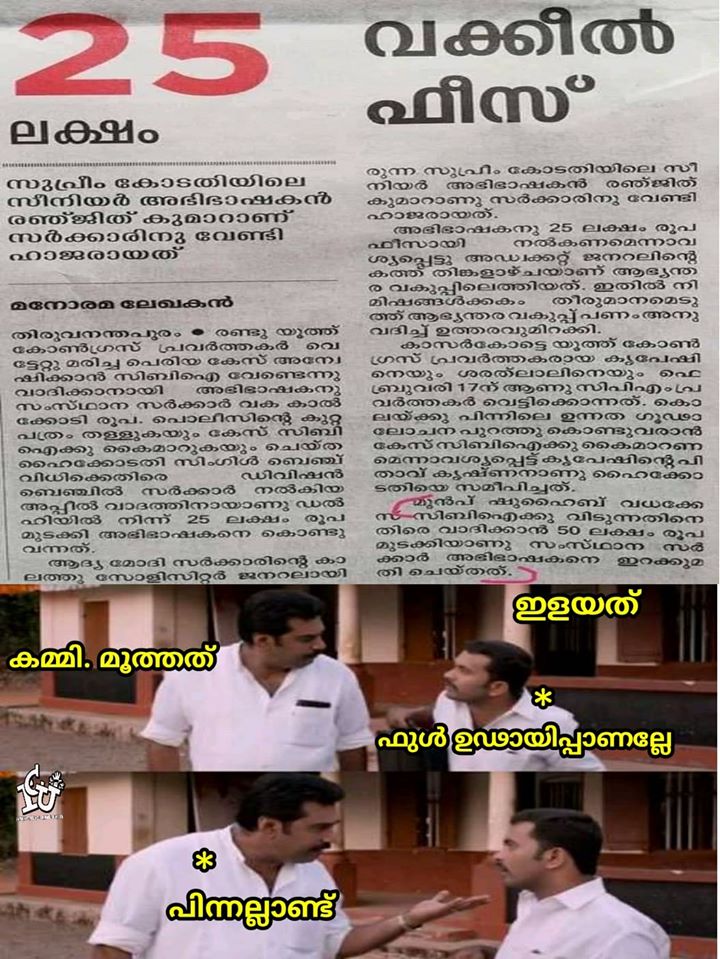 25
ലക്ഷം
വക്കീൽ
ഫീസ്
സുപ്രീം കോടതിയിലെ
സീനിയർ അഭിഭാഷകൻ
രഞ്ജിത് കുമാറാണ്
സർക്കാരിനു വേണ്ടി
ഹാജരായത്
മനോരമ ലേഖകൻ
തിരുവനന്തപുരം ● രണ്ടു യൂത്ത്
കോൺഗ്രസ് പ്രവർത്തകർ വെ
ട്ടേറ്റു മരിച്ച പെരിയ കേസ് അന്വേ
ഷിക്കാൻ സിബിഐ വേണ്ടെന്നു
വാദിക്കാനായി അഭിഭാഷകനു
സംസ്ഥാന സർക്കാർ വക കാൽ
ക്കോടി രൂപ. പൊലീസിന്റെ കുറ്റ
പത്രം തള്ളുകയും കേസ് സിബി
ഐക്കു കൈമാറുകയും ചെയ്ത
ഹൈക്കോടതി സിംഗിൾ ബെഞ്ച്
വിധിക്കെതിരെ ഡിവിഷൻ
ബെഞ്ചിൽ സർക്കാർ നൽകിയ
അപ്പീൽ വാദത്തിനായാണു ഡൽ
ഹിയിൽ നിന്ന് 25 ലക്ഷം രൂപ
മുടക്കി അഭിഭാഷകനെ കൊണ്ടു
വന്നത്.
ആദ്യ മോദി സർക്കാരിന്റെ കാ
ലത്തു സോളിസിറ്റർ ജനറലായി
രുന്ന സുപ്രീം കോടതിയിലെ സീ
നിയർ അഭിഭാഷകൻ രഞ്ജിത്
കുമാറാണു സർക്കാരിനു വേണ്ടി
ഹാജരായത്.
അഭിഭാഷകനു 25 ലക്ഷം രൂപ
ഫീസായി നൽകണമെന്നാവ
ശ്യപ്പെട്ടു അഡ്വക്കറ്റ് ജനറലിന്റെ
കത്ത് തിങ്കളാഴ്ചയാണ് ആഭ്യന്ത
ര വകുപ്പിലെത്തിയത്. ഇതിൽ നി
മിഷങ്ങൾക്കകം തീരുമാനമെടു
ത്ത് ആഭ്യന്തര വകുപ്പ് പണം അനു
വദിച്ച് ഉത്തരവുമിറക്കി.
കാസർകോട്ടെ യൂത്ത് കോൺ
ഗ്രസ് പ്രവർത്തകരായ കൃപേഷി
നെയും ശരത്‌ലാലിനെയും ഫെ
ബ്രുവരി 17ന് ആണു സിപിഎം പ്ര
വർത്തകർ വെട്ടിക്കൊന്നത്. കൊ
ലയ്ക്കു പിന്നിലെ ഉന്നത ഗൂഢാ
ലോചന പുറത്തു കൊണ്ടുവരാൻ
കേസ് സിബിഐക്കു കൈമാറണ
മെന്നാവശ്യപ്പെട്ട് കൃപേഷിന്റെ പി
താവ് കൃഷ്ണനാണു ഹൈക്കോ
ടതിയെ സമീപിച്ചത്.
മുൻപ് ഷുഹൈബ് വധക്കേ
സ് സിബിഐക്കു വിടുന്നതിനെ
തിരെ വാദിക്കാൻ 50 ലക്ഷം രൂപ
മുടക്കിയാണു സംസ്ഥാന സർ
ക്കാർ അഭിഭാഷകനെ ഇറക്കുമ
തി ചെയ്തത്.
ഇളയത്
കമ്മി. മൂത്തത്
*
ഫുൾ ഉഢായിപ്പാണല്ലേ
ICU
*
പിന്നല്ലാണ്ട്